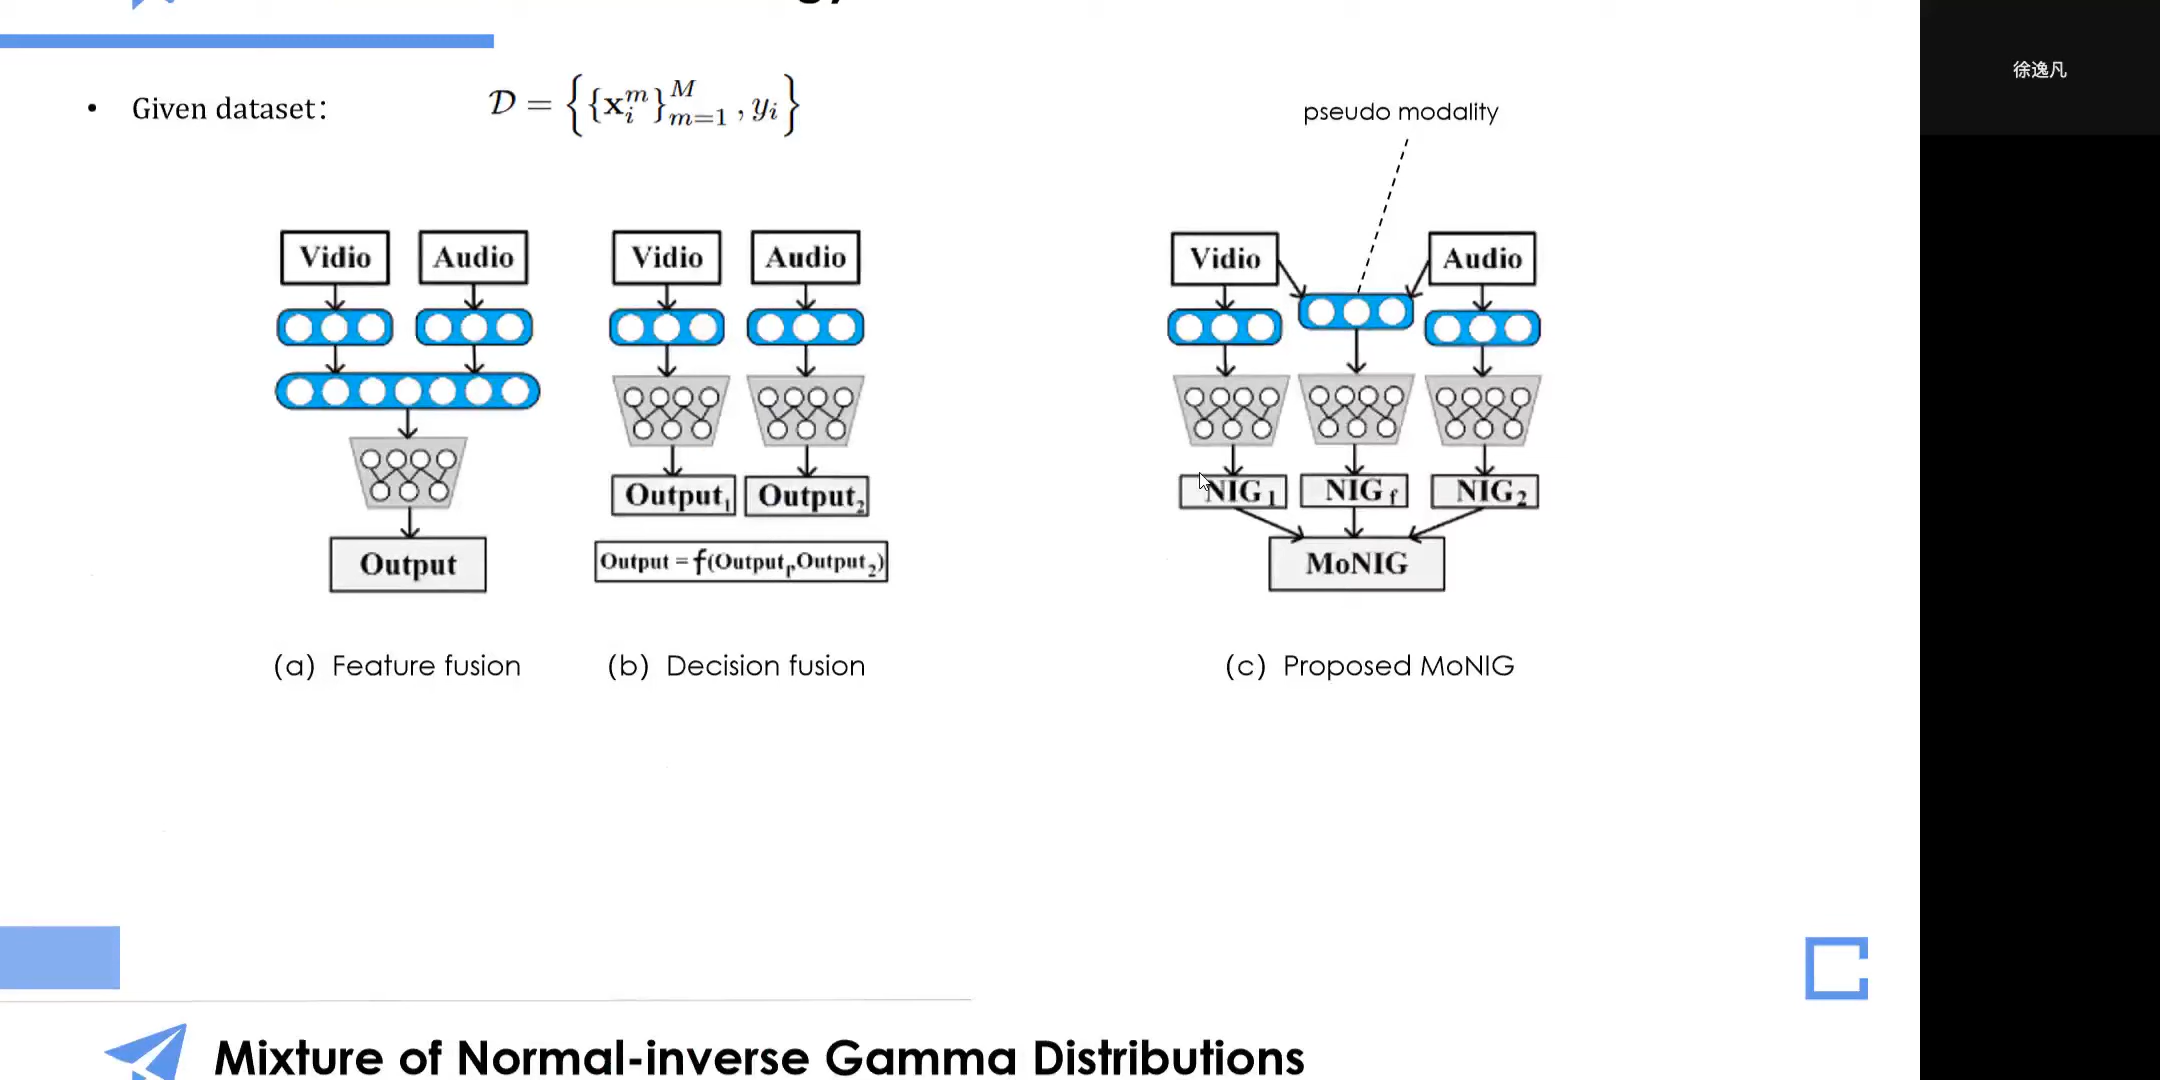 徐逸凡
• Given dataset: 𝒟 = { {x_i^m}_{m=1}^M , y_i }
pseudo modality
Vidio Audio Vidio Audio Vidio Audio
Output₁ Output₂ NIG₁ NIG_f NIG₂
Output Output = f(Output₁,Output₂) MoNIG
(a) Feature fusion (b) Decision fusion (c) Proposed MoNIG
Mixture of Normal-inverse Gamma Distributions